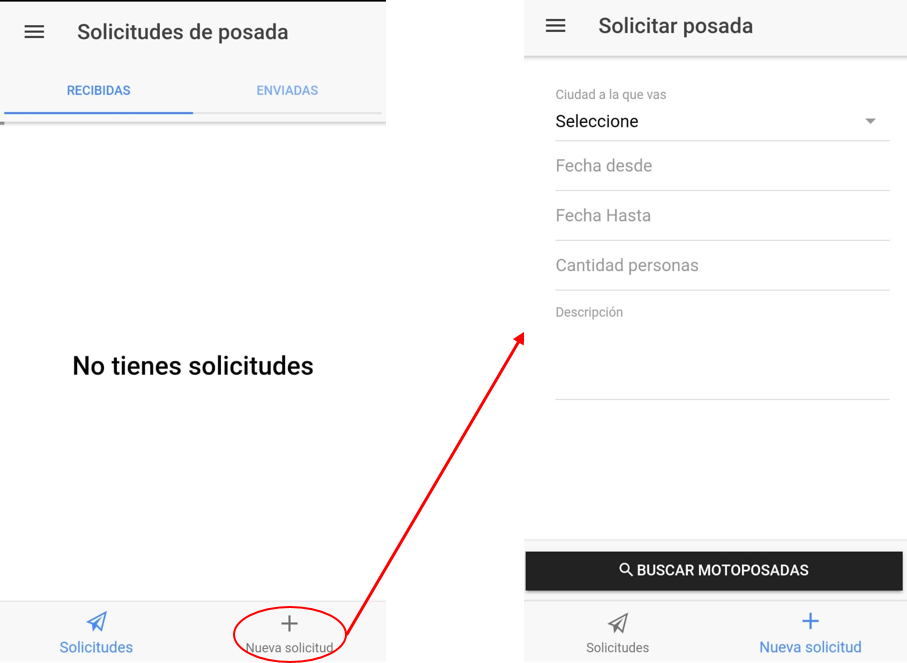 Solicitudes de posada
RECIBIDAS
ENVIADAS
No tienes solicitudes
Solicitudes
Nueva solicitud
Solicitar posada
Ciudad a la que vas
Seleccione
Fecha desde
Fecha Hasta
Cantidad personas
Descripción
BUSCAR MOTOPOSADAS
Solicitudes
Nueva solicitud